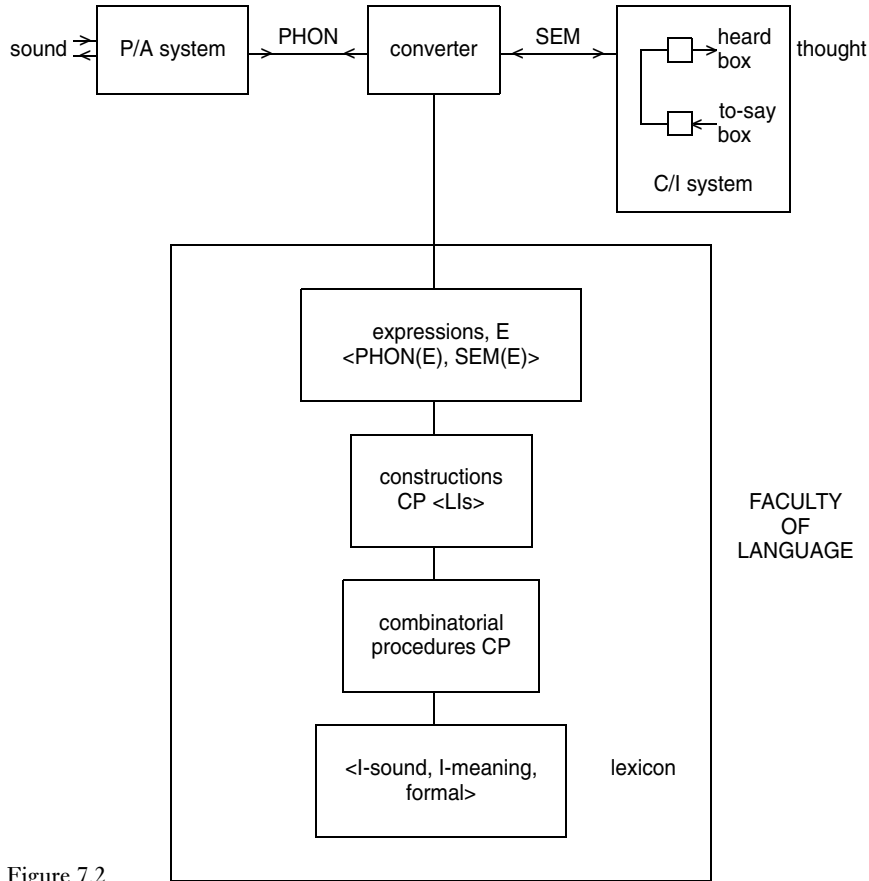 sound
P/A system
PHON
converter
SEM
heard
box
to-say
box
C/I system
thought
expressions, E
<PHON(E), SEM(E)>
constructions
CP <LIs>
combinatorial
procedures CP
<I-sound, I-meaning,
formal>
lexicon
FACULTY
OF
LANGUAGE
Figure 7.2